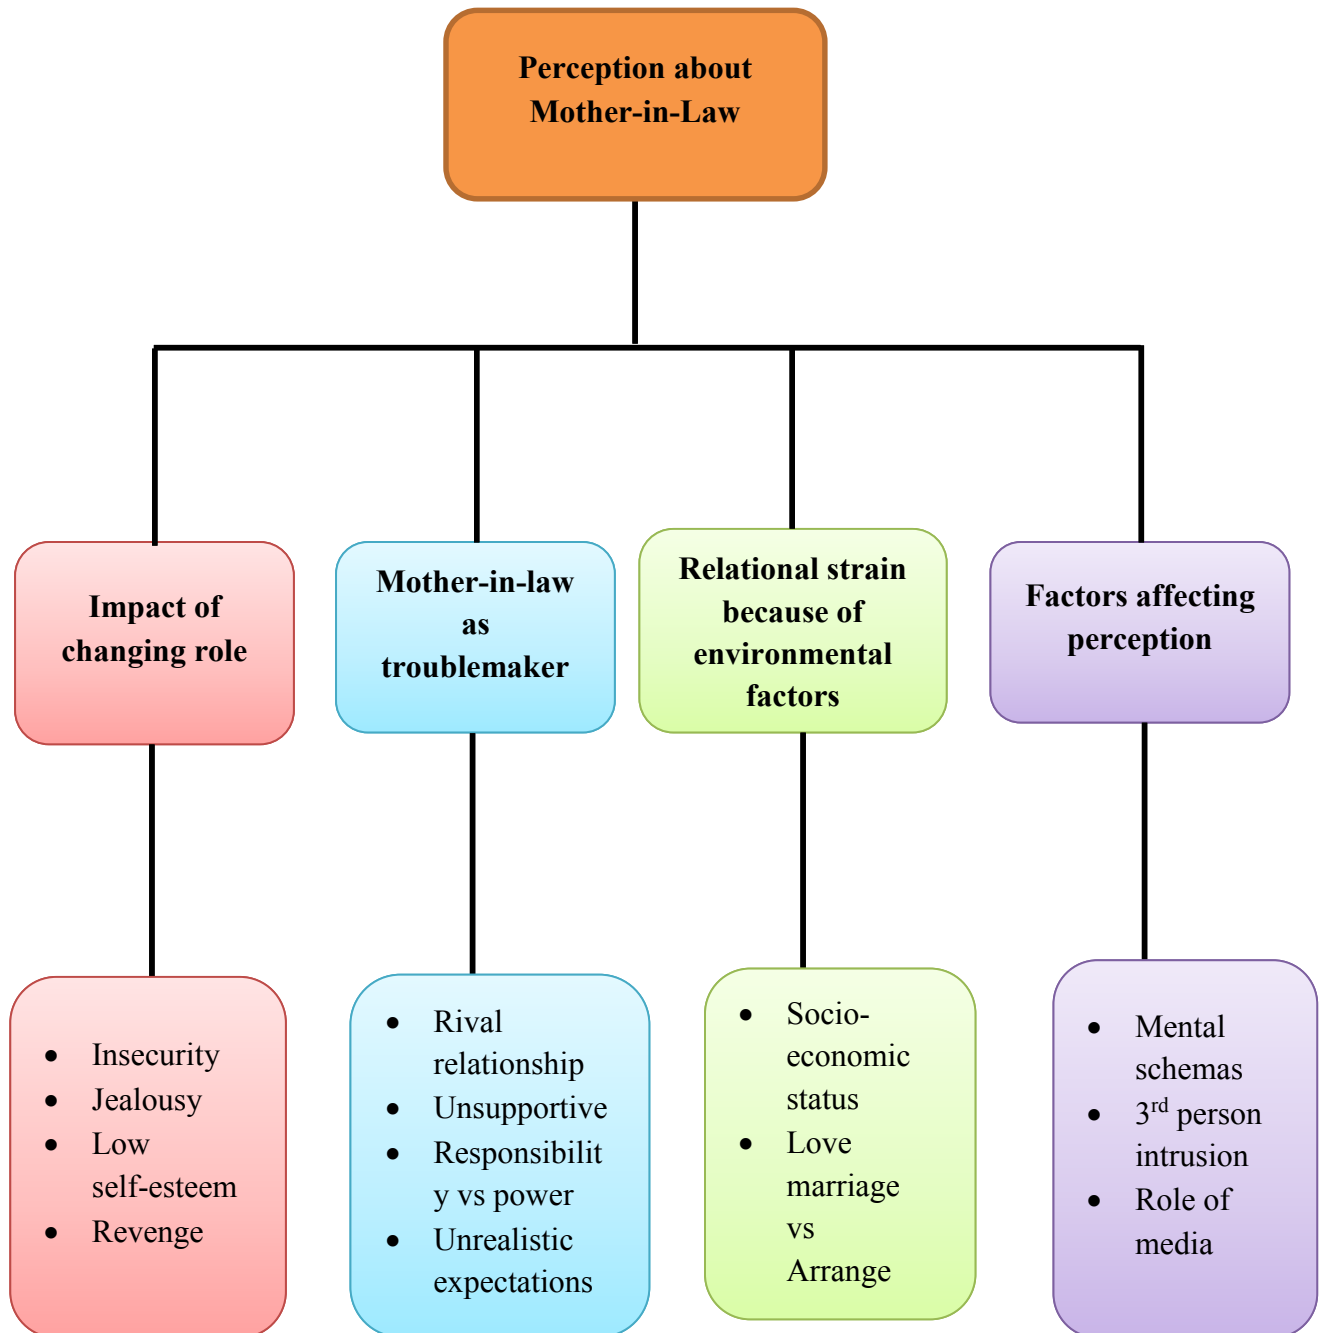 Perception about
Mother-in-Law
Impact of
changing role
Mother-in-law
as
troublemaker
Relational strain
because of
environmental
factors
Factors affecting
perception
• Insecurity
• Jealousy
• Low
self-esteem
• Revenge
• Rival
relationship
• Unsupportive
• Responsibilit
y vs power
• Unrealistic
expectations
• Socio-
economic
status
• Love
marriage
vs
Arrange
• Mental
schemas
• 3rd person
intrusion
• Role of
media